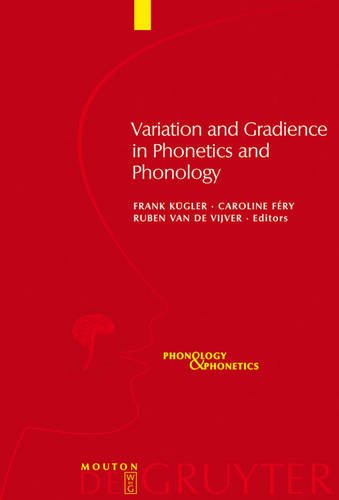 Variation and Gradience
in Phonetics and
Phonology
FRANK KÜGLER · CAROLINE FÉRY
RUBEN VAN DE VIJVER · Editors
PHONOLOGY
&PHONETICS
MOUTON
DE GRUYTER